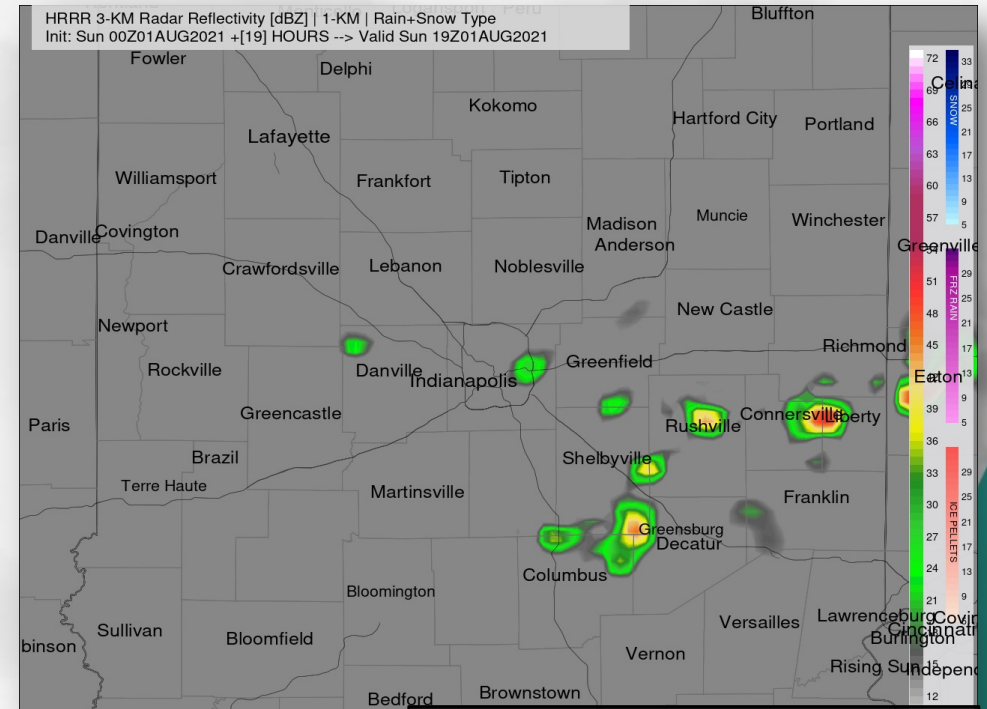 HRRR 3-KM Radar Reflectivity [dBZ] | 1-KM | Rain+Snow Type
Init: Sun 00Z01AUG2021 +[19] HOURS --> Valid Sun 19Z01AUG2021
Bluffton
Fowler
Delphi
Kokomo
Hartford City
Portland
Celina
Lafayette
Williamsport
Frankfort
Tipton
Muncie
Winchester
Madison
Anderson
Danville
Covington
Greenville
Crawfordsville
Lebanon
Noblesville
New Castle
Newport
Richmond
Rockville
Danville
Indianapolis
Greenfield
Eaton
Paris
Greencastle
Rushville
Connersville
Liberty
Brazil
Shelbyville
Terre Haute
Martinsville
Franklin
Greensburg
Decatur
Columbus
Bloomington
Sullivan
Bloomfield
Versailles
Lawrenceburg
Covin
Cincinnati
Burlington
binson
Vernon
Rising Sun
Independ
Bedford
Brownstown
72
69
66
63
60
57
51
48
45
39
36
33
30
27
24
21
15
12
SNOW
33
25
21
17
13
9
5
FRZ RAIN
29
25
21
17
13
5
ICE PELLETS
29
25
21
17
13
9